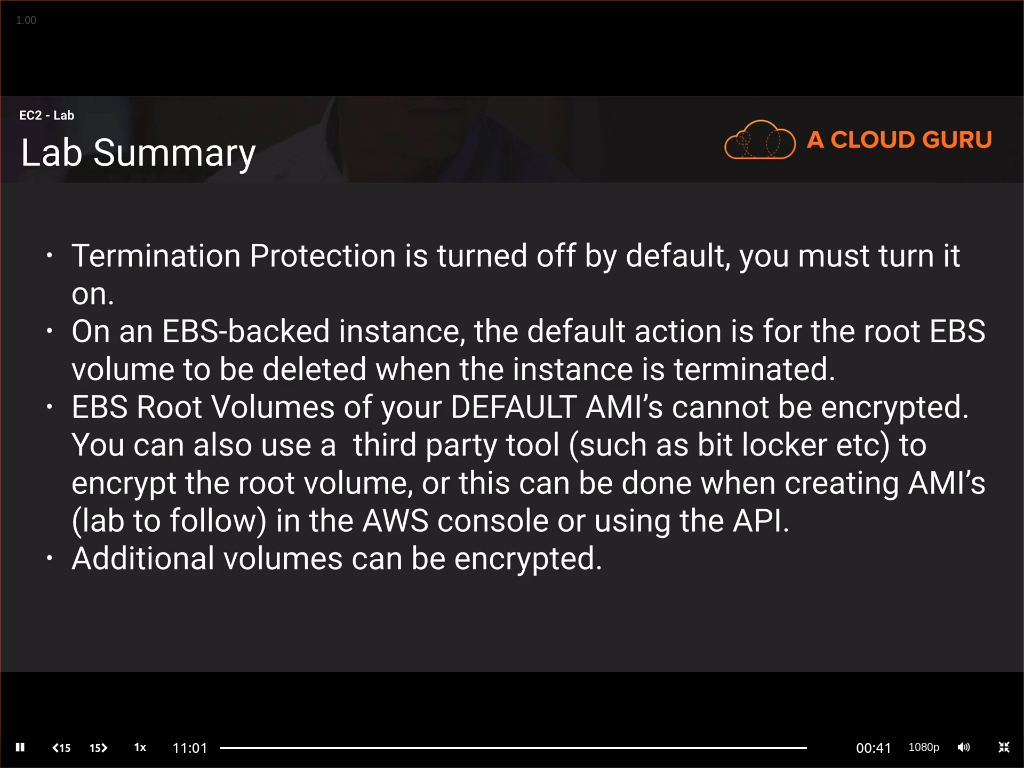 1.00
EC2 - Lab
Lab Summary
A CLOUD GURU
• Termination Protection is turned off by default, you must turn it
on.
• On an EBS-backed instance, the default action is for the root EBS
volume to be deleted when the instance is terminated.
• EBS Root Volumes of your DEFAULT AMI’s cannot be encrypted.
You can also use a  third party tool (such as bit locker etc) to
encrypt the root volume, or this can be done when creating AMI’s
(lab to follow) in the AWS console or using the API.
• Additional volumes can be encrypted.
15 15 1x 11:01 00:41 1080p